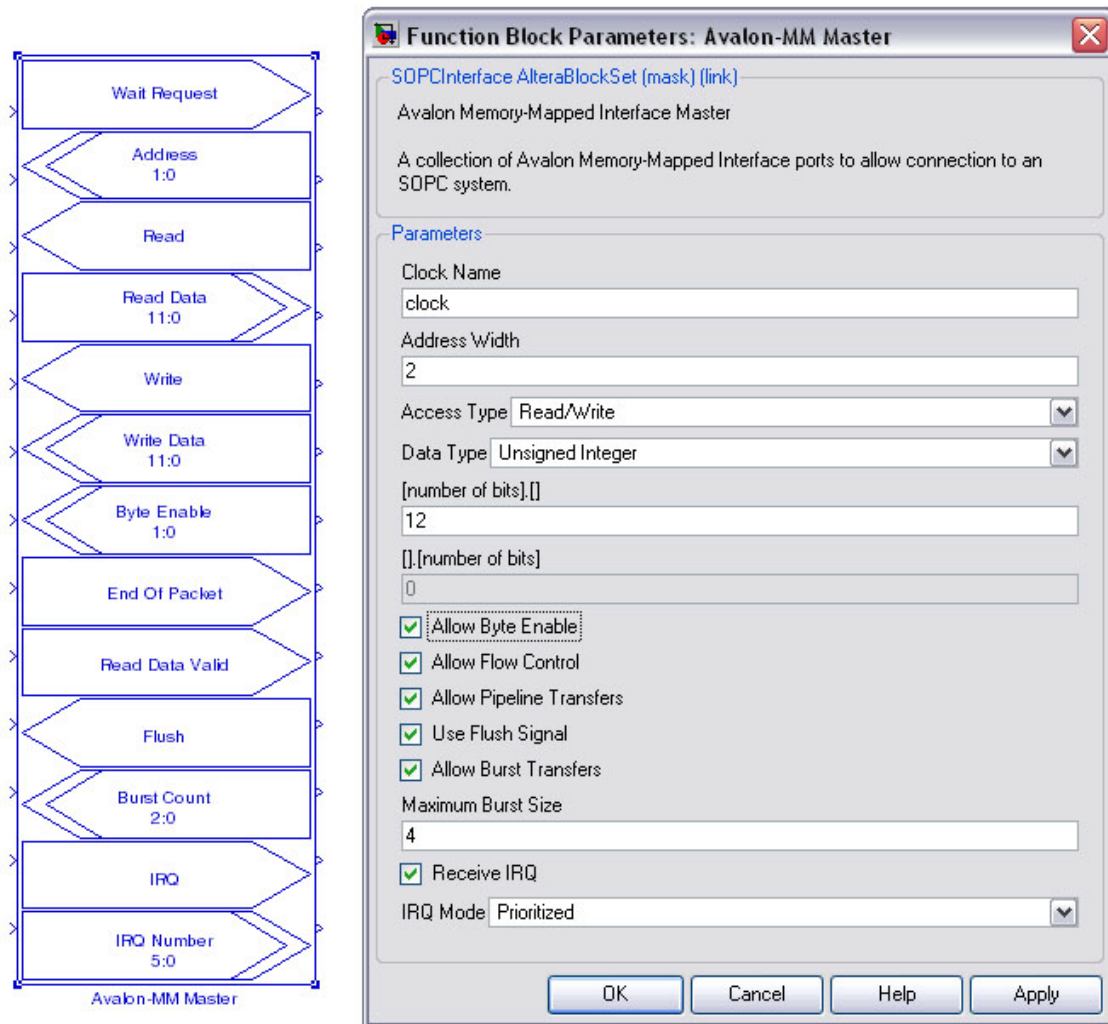 Wait Request
Address
1:0
Read
Read Data
11:0
Write
Write Data
11:0
Byte Enable
1:0
End Of Packet
Read Data Valid
Flush
Burst Count
2:0
IRQ
IRQ Number
5:0
Avalon-MM Master
Function Block Parameters: Avalon-MM Master
SOPCInterface AlteraBlockSet (mask) (link)
Avalon Memory-Mapped Interface Master
A collection of Avalon Memory-Mapped Interface ports to allow connection to an
SOPC system.
Parameters
Clock Name
clock
Address Width
2
Access Type Read/Write
Data Type Unsigned Integer
[number of bits].[]
12
[].[number of bits]
0
Allow Byte Enable
Allow Flow Control
Allow Pipeline Transfers
Use Flush Signal
Allow Burst Transfers
Maximum Burst Size
4
Receive IRQ
IRQ Mode Prioritized
OK Cancel Help Apply